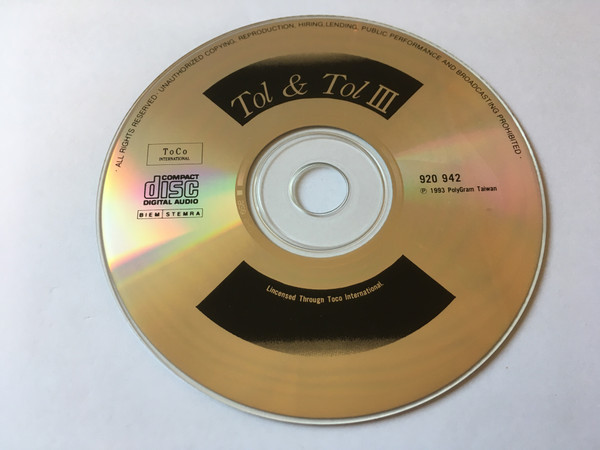 · ALL RIGHTS RESERVED · UNAUTHORIZED COPYING, REPRODUCTION, HIRING, LENDING, PUBLIC PERFORMANCE AND BROADCASTING PROHIBITED ·
Tol & Tol III
ToCo
INTERNATIONAL
COMPACT
disc
DIGITAL AUDIO
BIEM STEMRA
920 942
℗ 1993 PolyGram Taiwan
Lincensed Through Toco International.